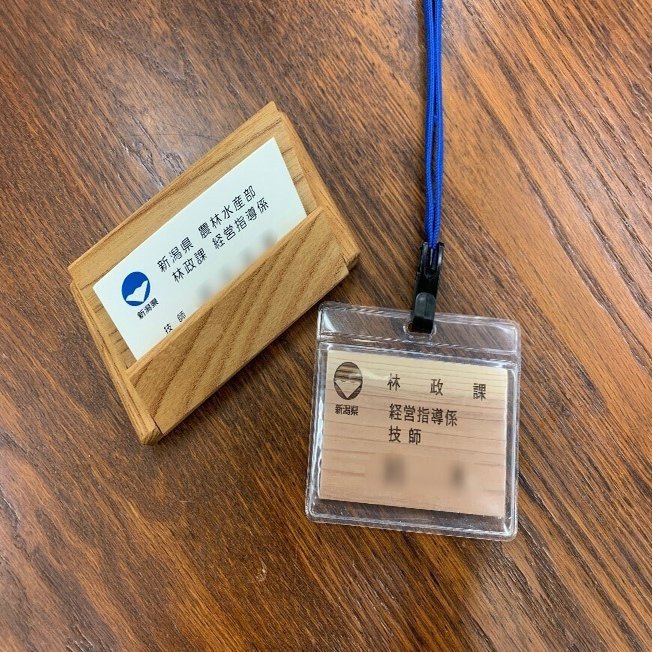 新潟県 農林水産部
林政課 経営指導係
新潟県
技 師
林 政 課
新潟県
経営指導係
技 師